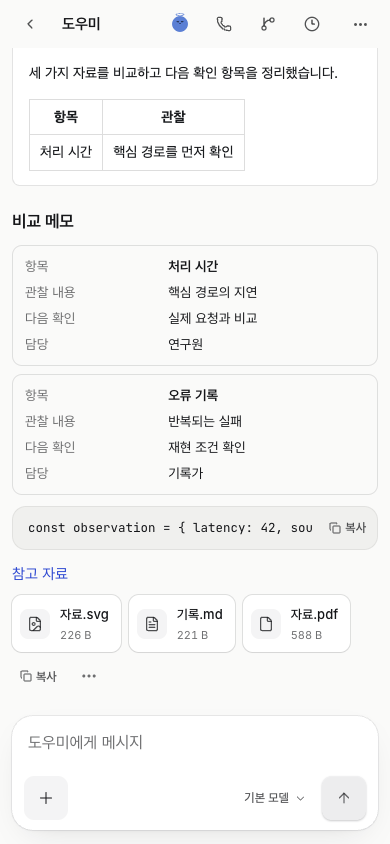 도우미
세 가지 자료를 비교하고 다음 확인 항목을 정리했습니다.
항목 관찰
처리 시간 핵심 경로를 먼저 확인
비교 메모
항목 처리 시간
관찰 내용 핵심 경로의 지연
다음 확인 실제 요청과 비교
담당 연구원
항목 오류 기록
관찰 내용 반복되는 실패
다음 확인 재현 조건 확인
담당 기록가
const observation = { latency: 42, sou 복사
참고 자료
자료.svg 기록.md 자료.pdf
226 B 221 B 588 B
복사
도우미에게 메시지
기본 모델